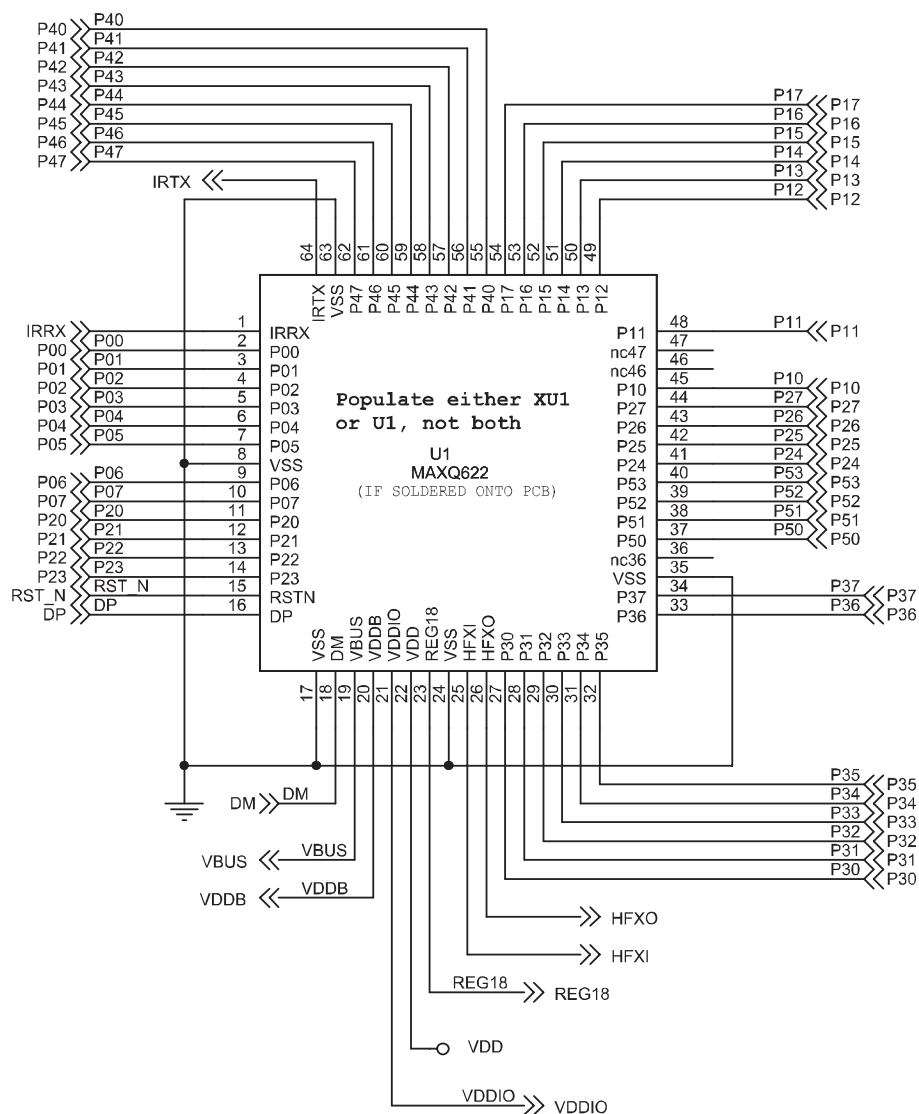 P40 P40
P41 P41
P42 P42
P43 P43
P44 P44
P45 P45
P46 P46
P47 P47
IRTX
P17 P17
P16 P16
P15 P15
P14 P14
P13 P13
P12 P12
64 63 62 61 60 59 58 57 56 55 54 53 52 51 50 49
IRTX VSS P47 P46 P45 P44 P43 P42 P41 P40 P17 P16 P15 P14 P13 P12
IRRX 1 IRRX
P00 P00 2 P00
P01 P01 3 P01
P02 P02 4 P02
P03 P03 5 P03
P04 P04 6 P04
P05 P05 7 P05
8 VSS
P06 P06 9 P06
P07 P07 10 P07
P20 P20 11 P20
P21 P21 12 P21
P22 P22 13 P22
P23 P23 14 P23
RST_N RST_N 15 RSTN
DP DP 16 DP
Populate either XU1
or U1, not both
U1
MAXQ622
(IF SOLDERED ONTO PCB)
P11 48 P11 P11
nc47 47
nc46 46
P10 45 P10 P10
P27 44 P27 P27
P26 43 P26 P26
P25 42 P25 P25
P24 41 P24 P24
P53 40 P53 P53
P52 39 P52 P52
P51 38 P51 P51
P50 37 P50 P50
nc36 36
VSS 35
P37 34 P37 P37
P36 33 P36 P36
VSS DM VBUS VDDB VDDIO VDD REG18 VSS HFXI HFXO P30 P31 P32 P33 P34 P35
17 18 19 20 21 22 23 24 25 26 27 28 29 30 31 32
P35 P35
P34 P34
P33 P33
P32 P32
P31 P31
P30 P30
DM DM
VBUS VBUS
VDDB VDDB
HFXO
HFXI
REG18 REG18
VDD
VDDIO VDDIO